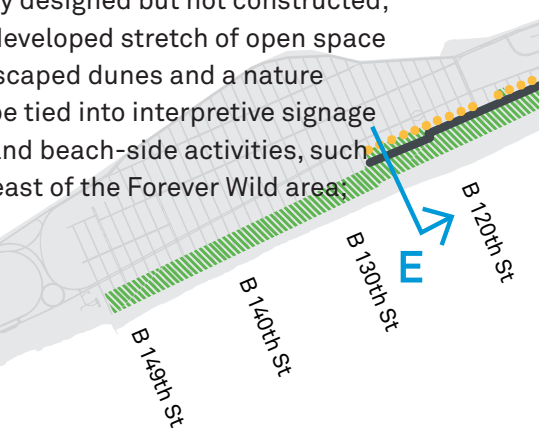 y designed but not constructed,
developed stretch of open space
scaped dunes and a nature
be tied into interpretive signage
and beach-side activities, such
east of the Forever Wild area;
B 120th St
E
B 130th St
B 140th St
B 149th St